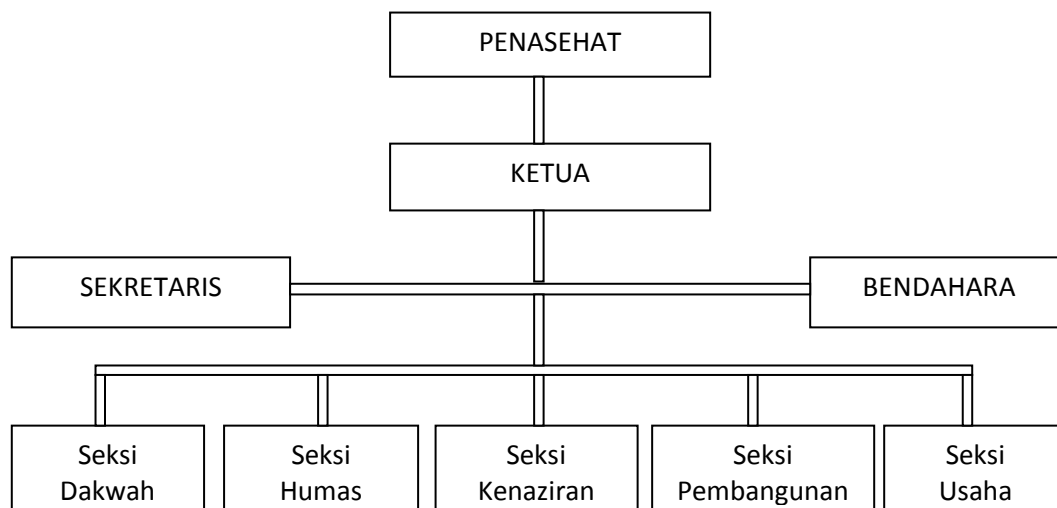 PENASEHAT
KETUA
SEKRETARIS
BENDAHARA
Seksi
Dakwah
Seksi
Humas
Seksi
Kenaziran
Seksi
Pembangunan
Seksi
Usaha